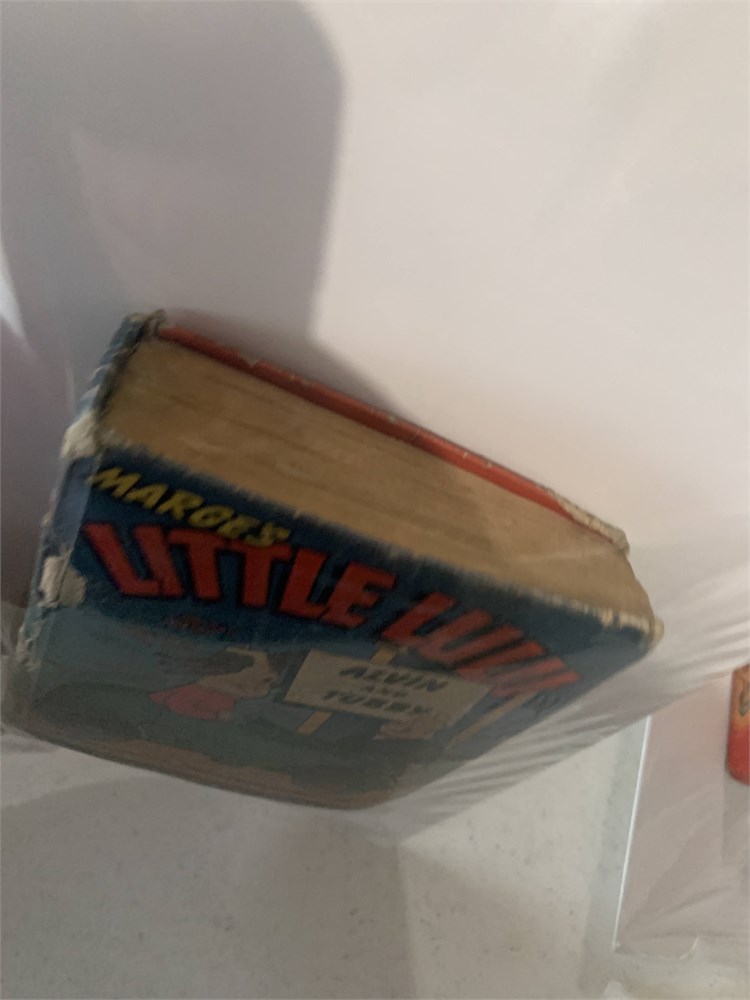 MARGE'S
LITTLE LULU
ALVIN
AND
TUBBY